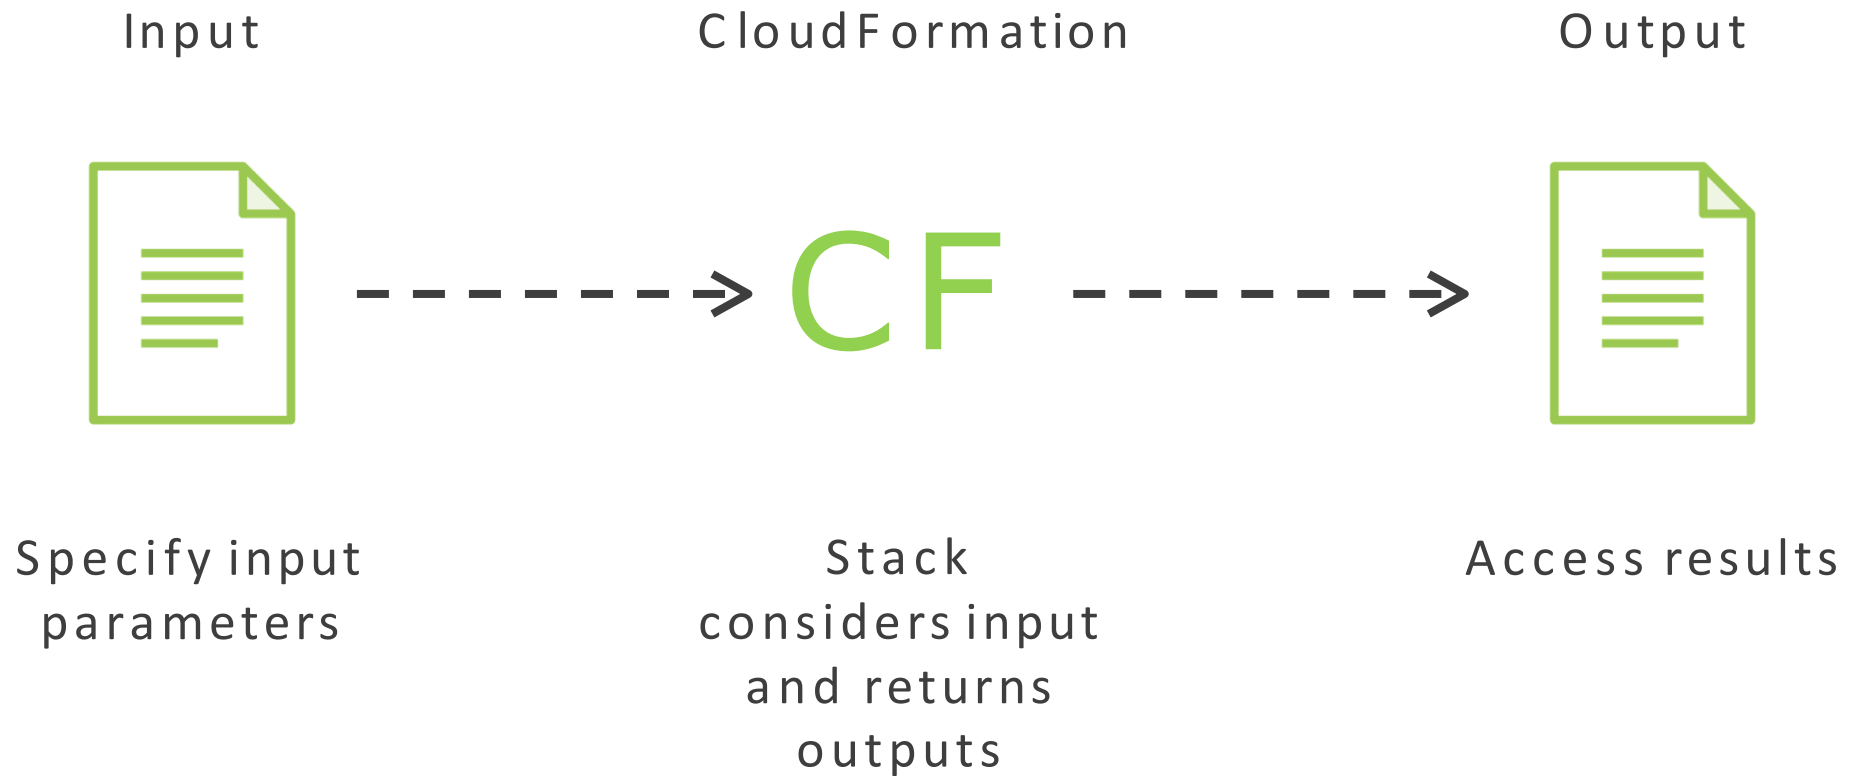 Input
CloudFormation
Output
CF
Specify input
parameters
Stack
considers input
and returns
outputs
Access results